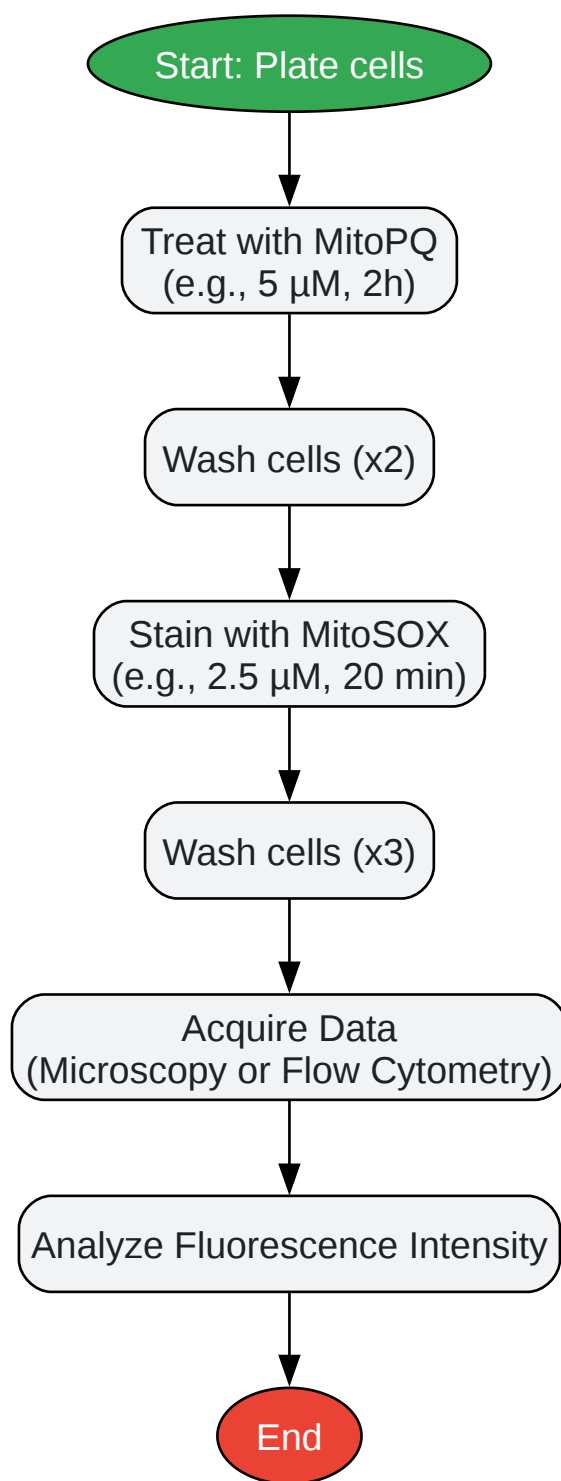 Start: Plate cells
Treat with MitoPQ
(e.g., 5 µM, 2h)
Wash cells (x2)
Stain with MitoSOX
(e.g., 2.5 µM, 20 min)
Wash cells (x3)
Acquire Data
(Microscopy or Flow Cytometry)
Analyze Fluorescence Intensity
End